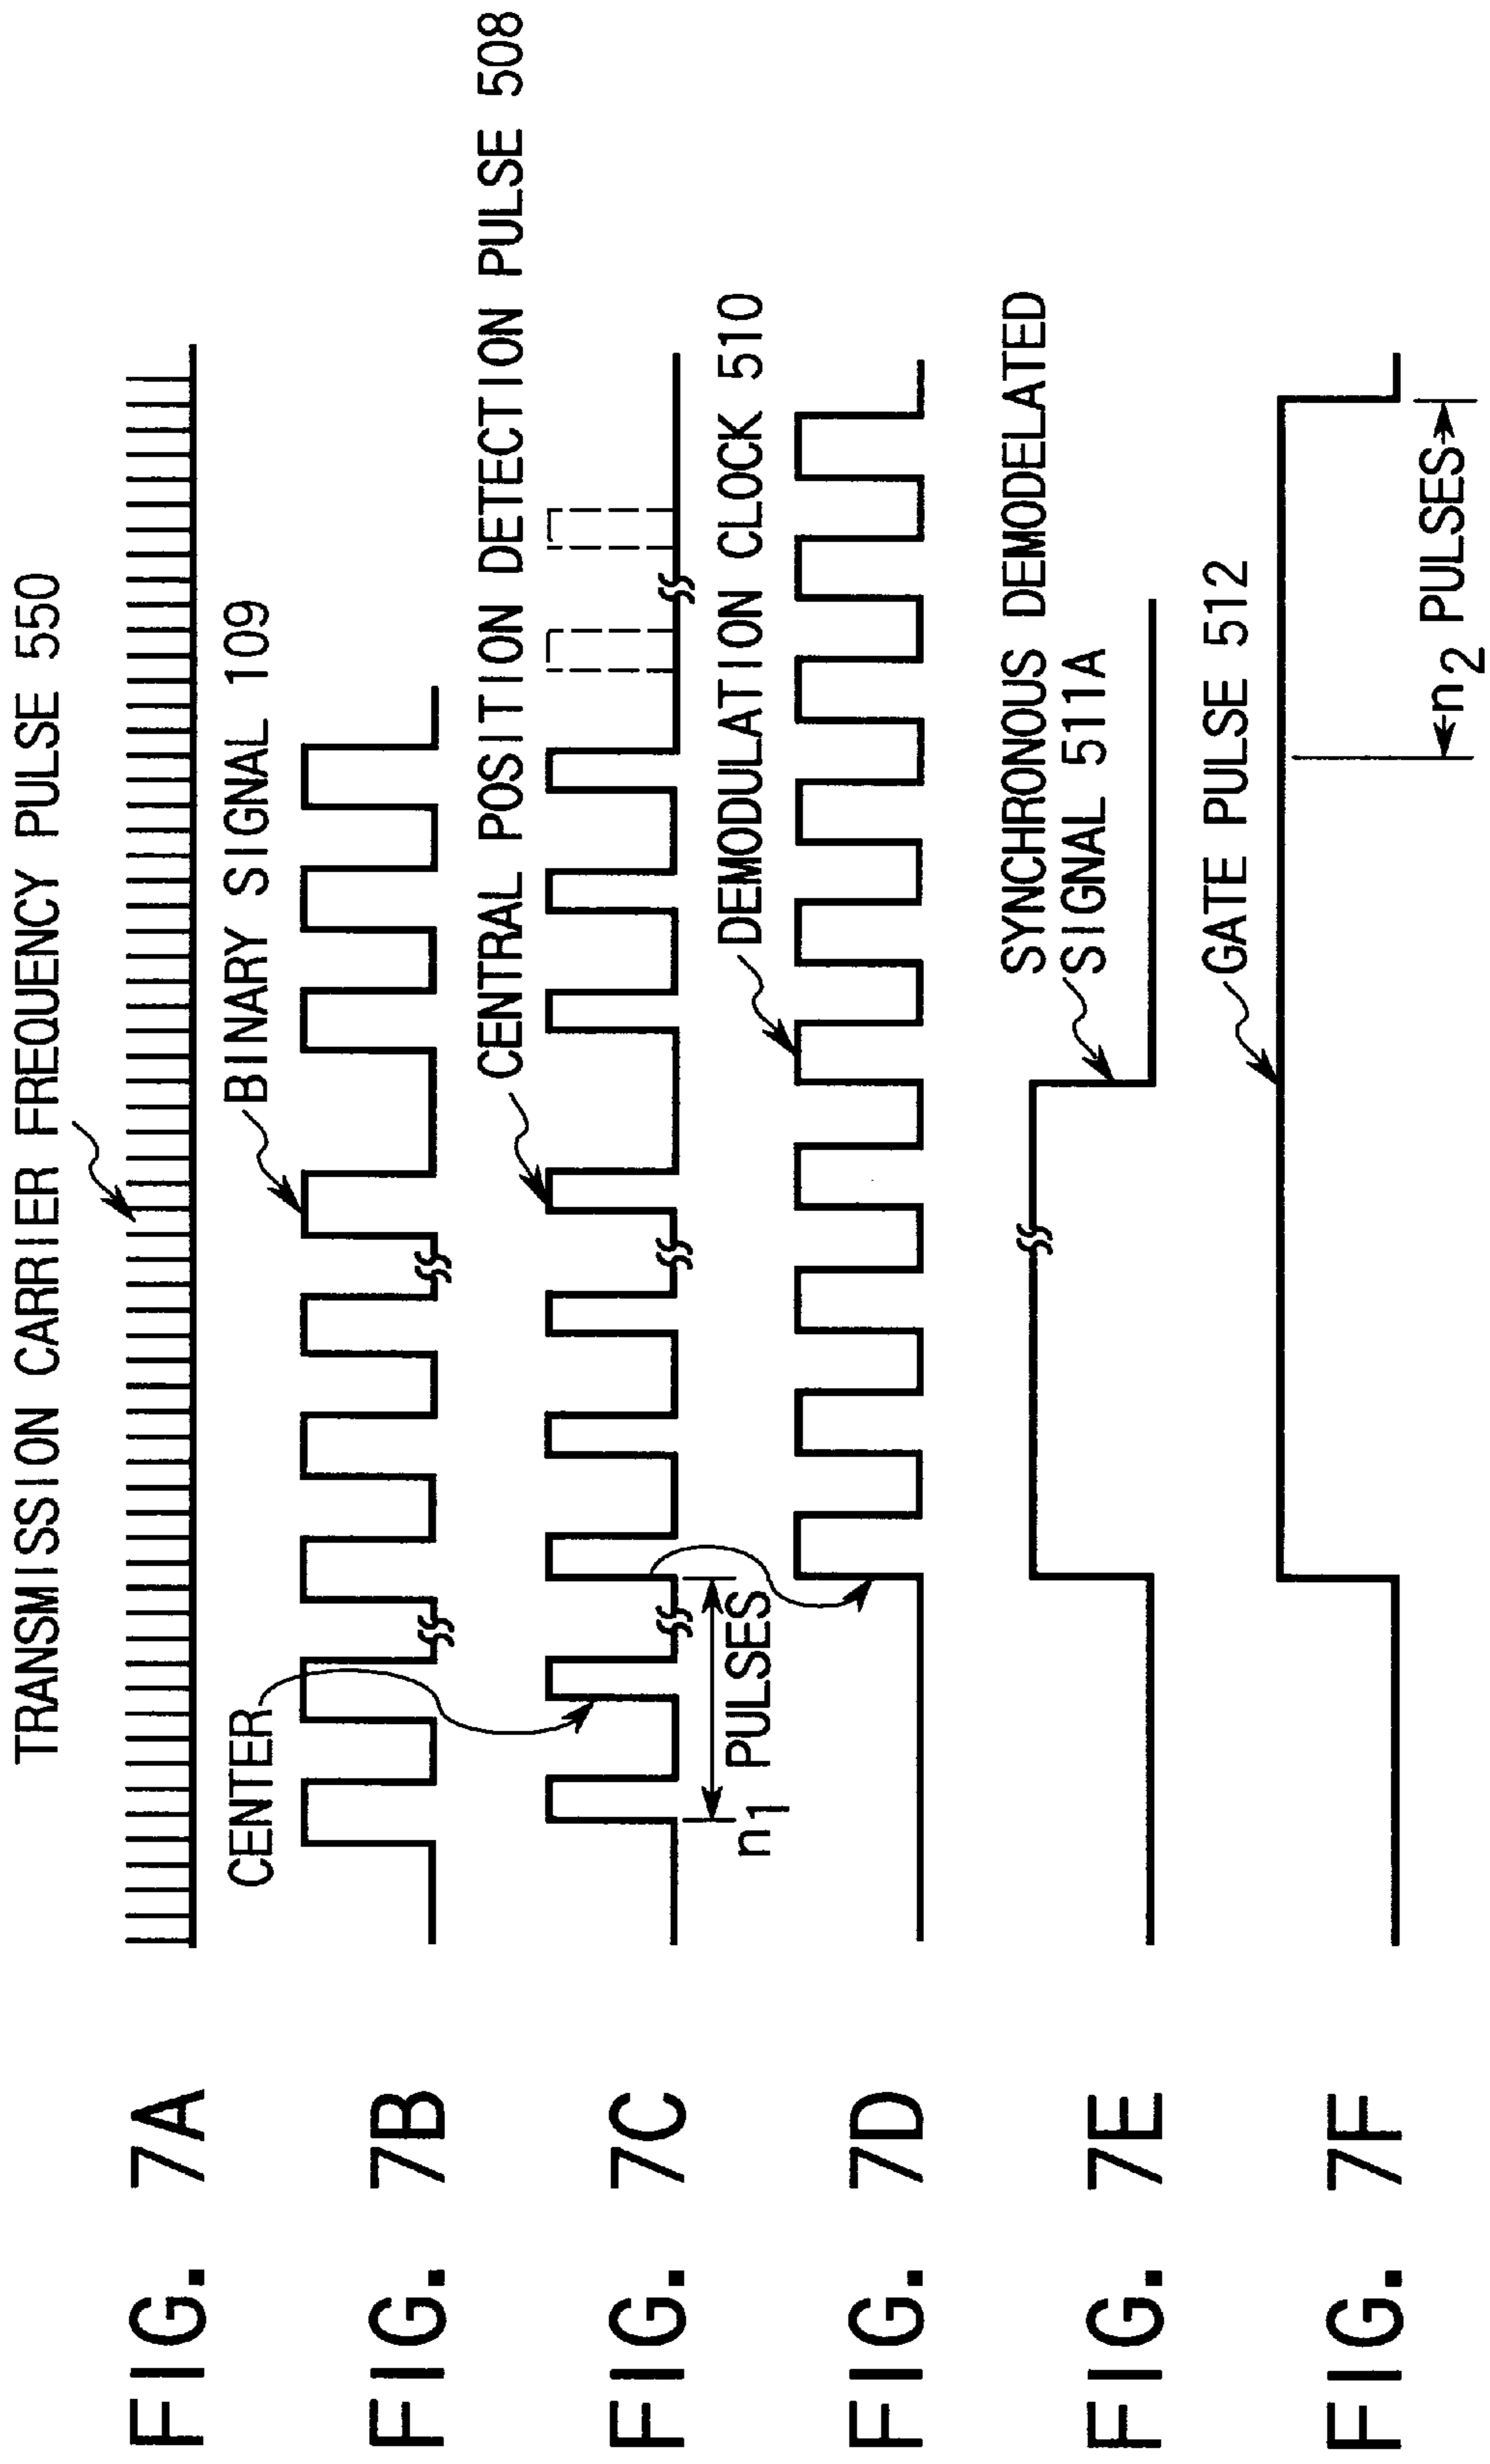 FIG. 7A
TRANSMISSION CARRIER FREQUENCY PULSE 550
FIG. 7B
BINARY SIGNAL 109
CENTER
FIG. 7C
CENTRAL POSITION DETECTION PULSE 508
n1 PULSES
FIG. 7D
DEMODULATION CLOCK 510
FIG. 7E
SYNCHRONOUS DEMODELATED
SIGNAL 511A
FIG. 7F
GATE PULSE 512
n2 PULSES